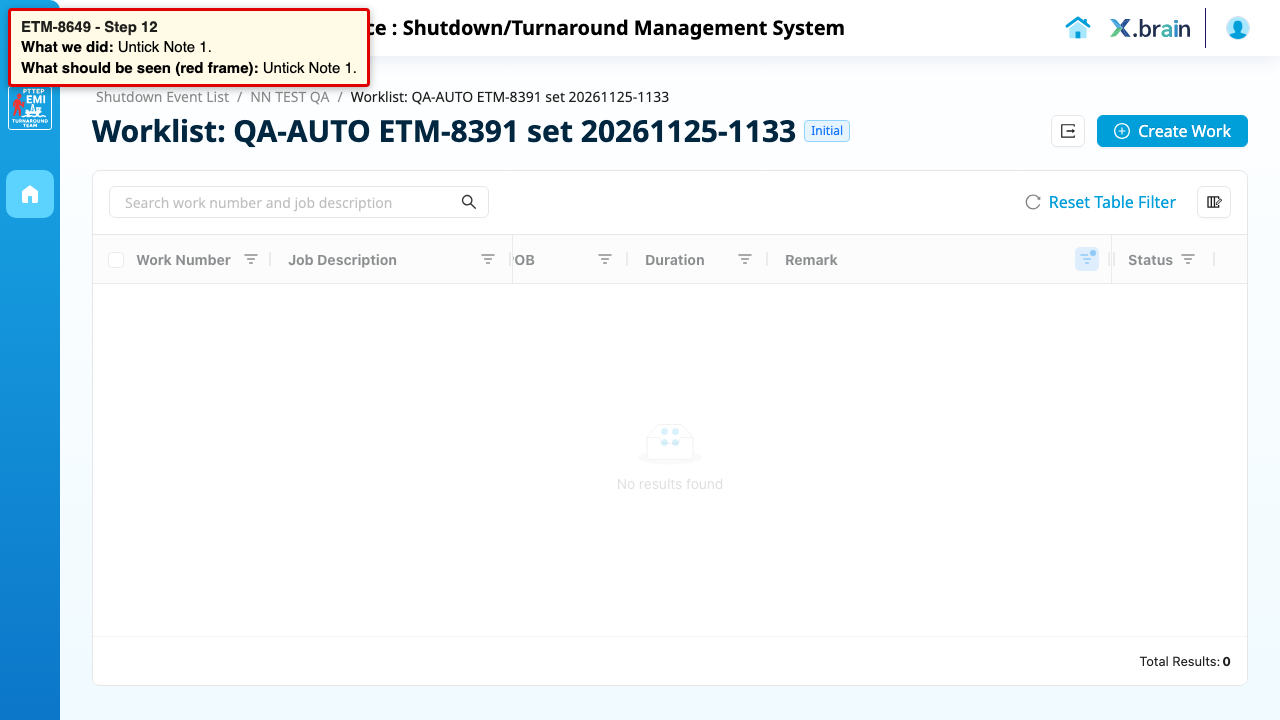 ETM-8649 - Step 12
What we did: Untick Note 1.
What should be seen (red frame): Untick Note 1.
ce : Shutdown/Turnaround Management System
X.brain
PTTEP
EMI
TURNAROUND
TEAM
Shutdown Event List / NN TEST QA / Worklist: QA-AUTO ETM-8391 set 20261125-1133
Worklist: QA-AUTO ETM-8391 set 20261125-1133 Initial
Create Work
Search work number and job description
Reset Table Filter
Work Number Job Description POB Duration Remark Status
No results found
Total Results: 0